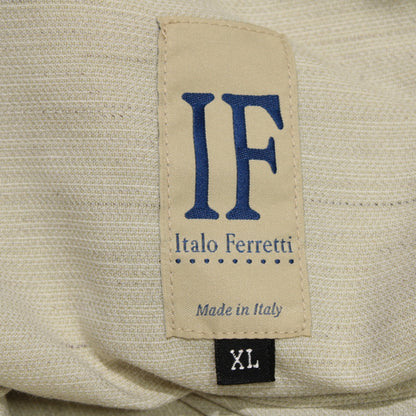 IF
Italo Ferretti
Made in Italy
XL